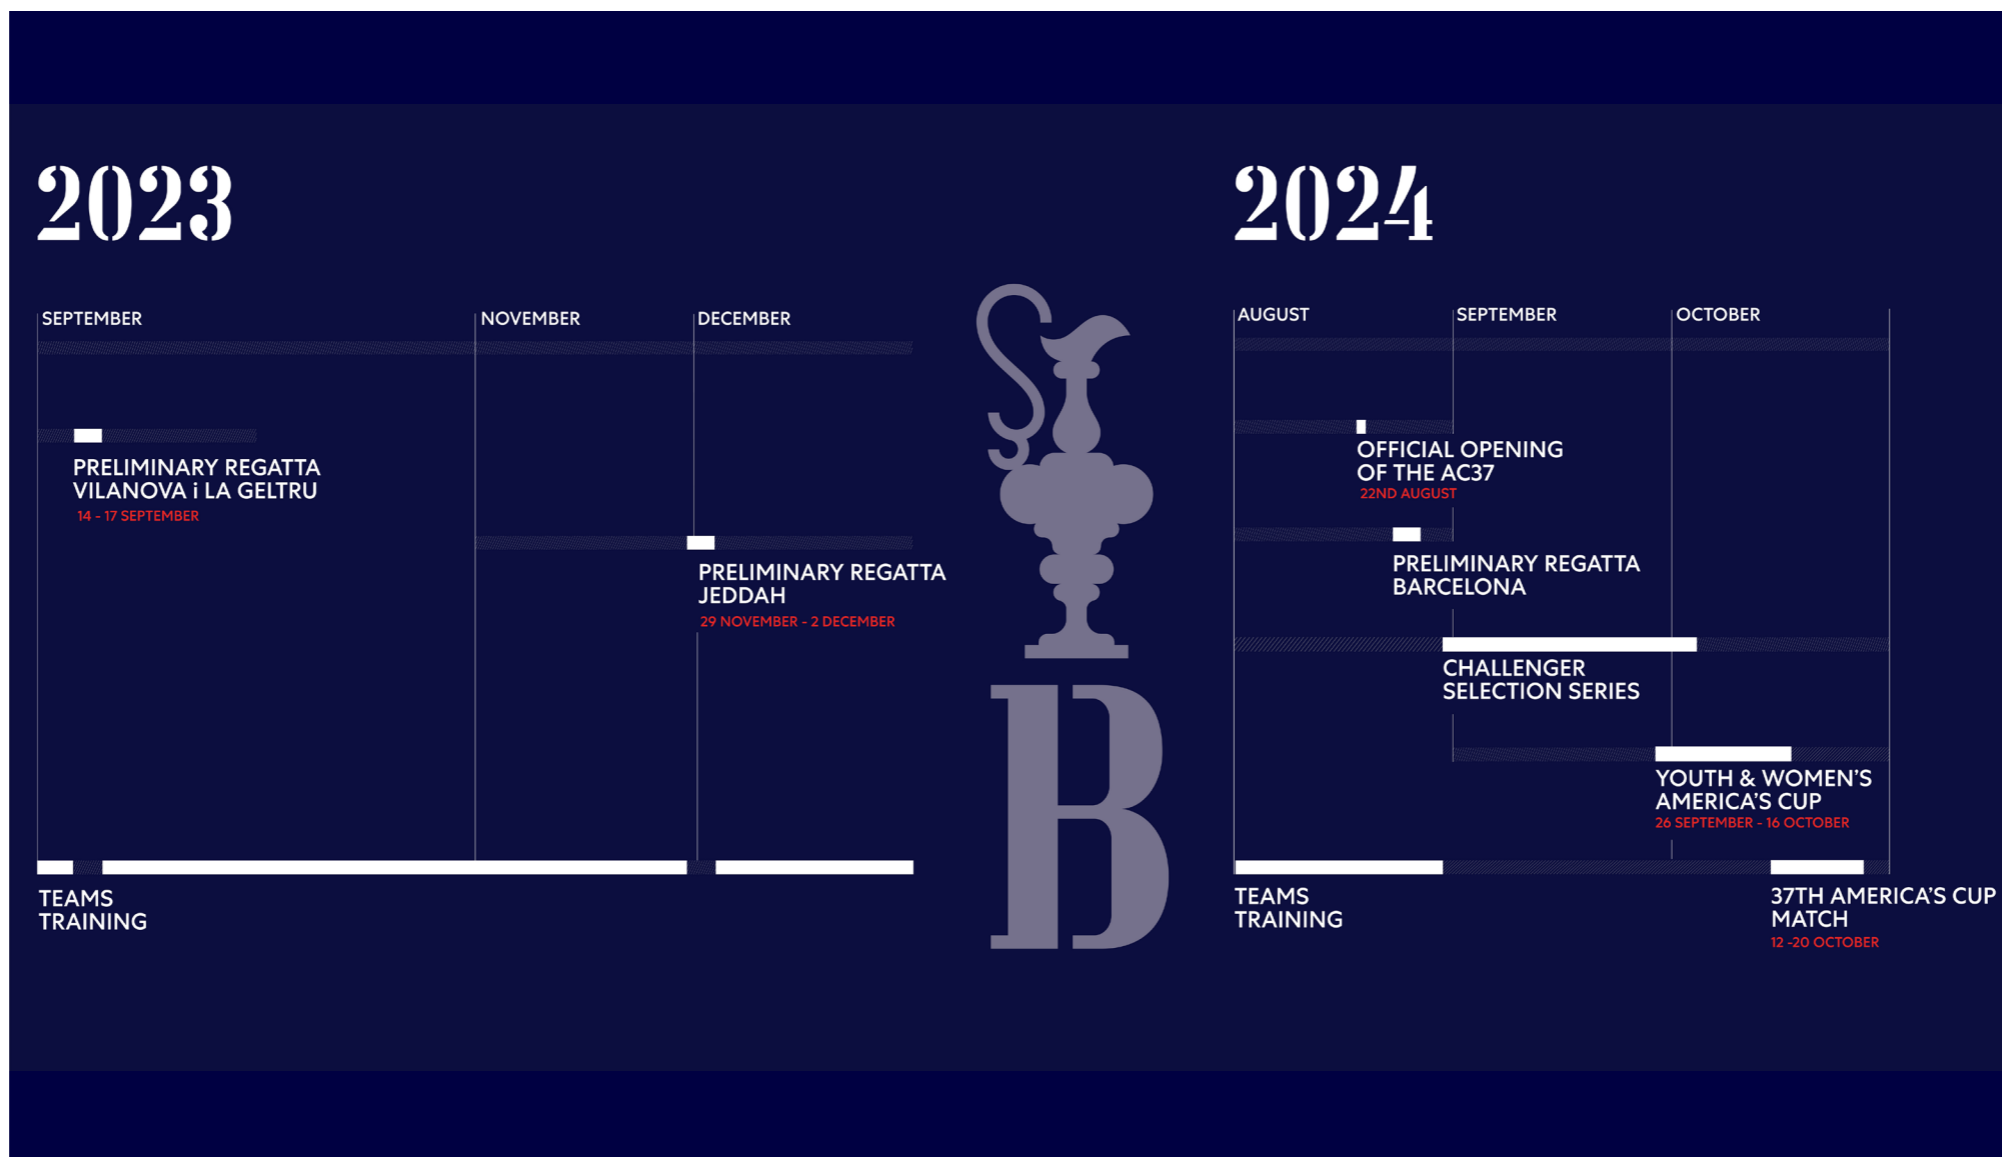 2023
SEPTEMBER
NOVEMBER
DECEMBER
PRELIMINARY REGATTA
VILANOVA i LA GELTRU
14 - 17 SEPTEMBER
PRELIMINARY REGATTA
JEDDAH
29 NOVEMBER - 2 DECEMBER
TEAMS
TRAINING
B
2024
AUGUST
SEPTEMBER
OCTOBER
OFFICIAL OPENING
OF THE AC37
22ND AUGUST
PRELIMINARY REGATTA
BARCELONA
CHALLENGER
SELECTION SERIES
YOUTH & WOMEN’S
AMERICA’S CUP
26 SEPTEMBER - 16 OCTOBER
TEAMS
TRAINING
37TH AMERICA’S CUP
MATCH
12 -20 OCTOBER